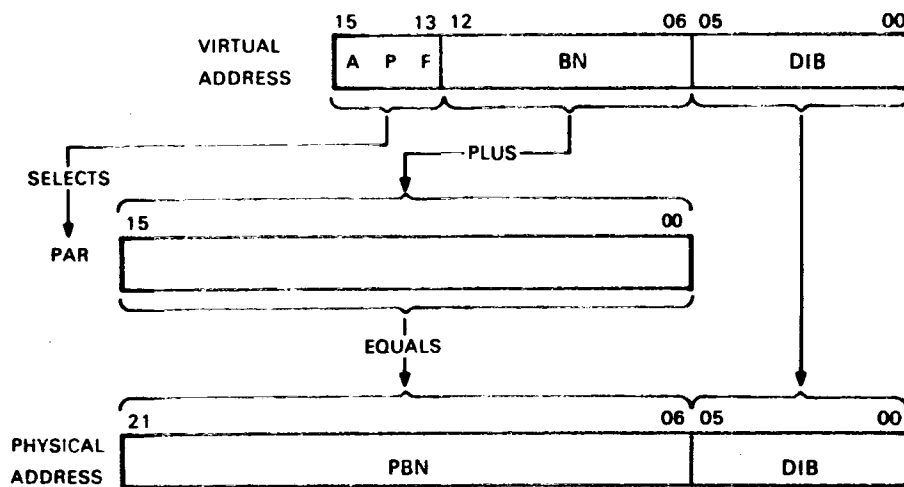 15 13 12 06 05 00
VIRTUAL ADDRESS
A P F BN DIB
PLUS
SELECTS
15 00
PAR
EQUALS
21 06 05 00
PHYSICAL ADDRESS
PBN DIB